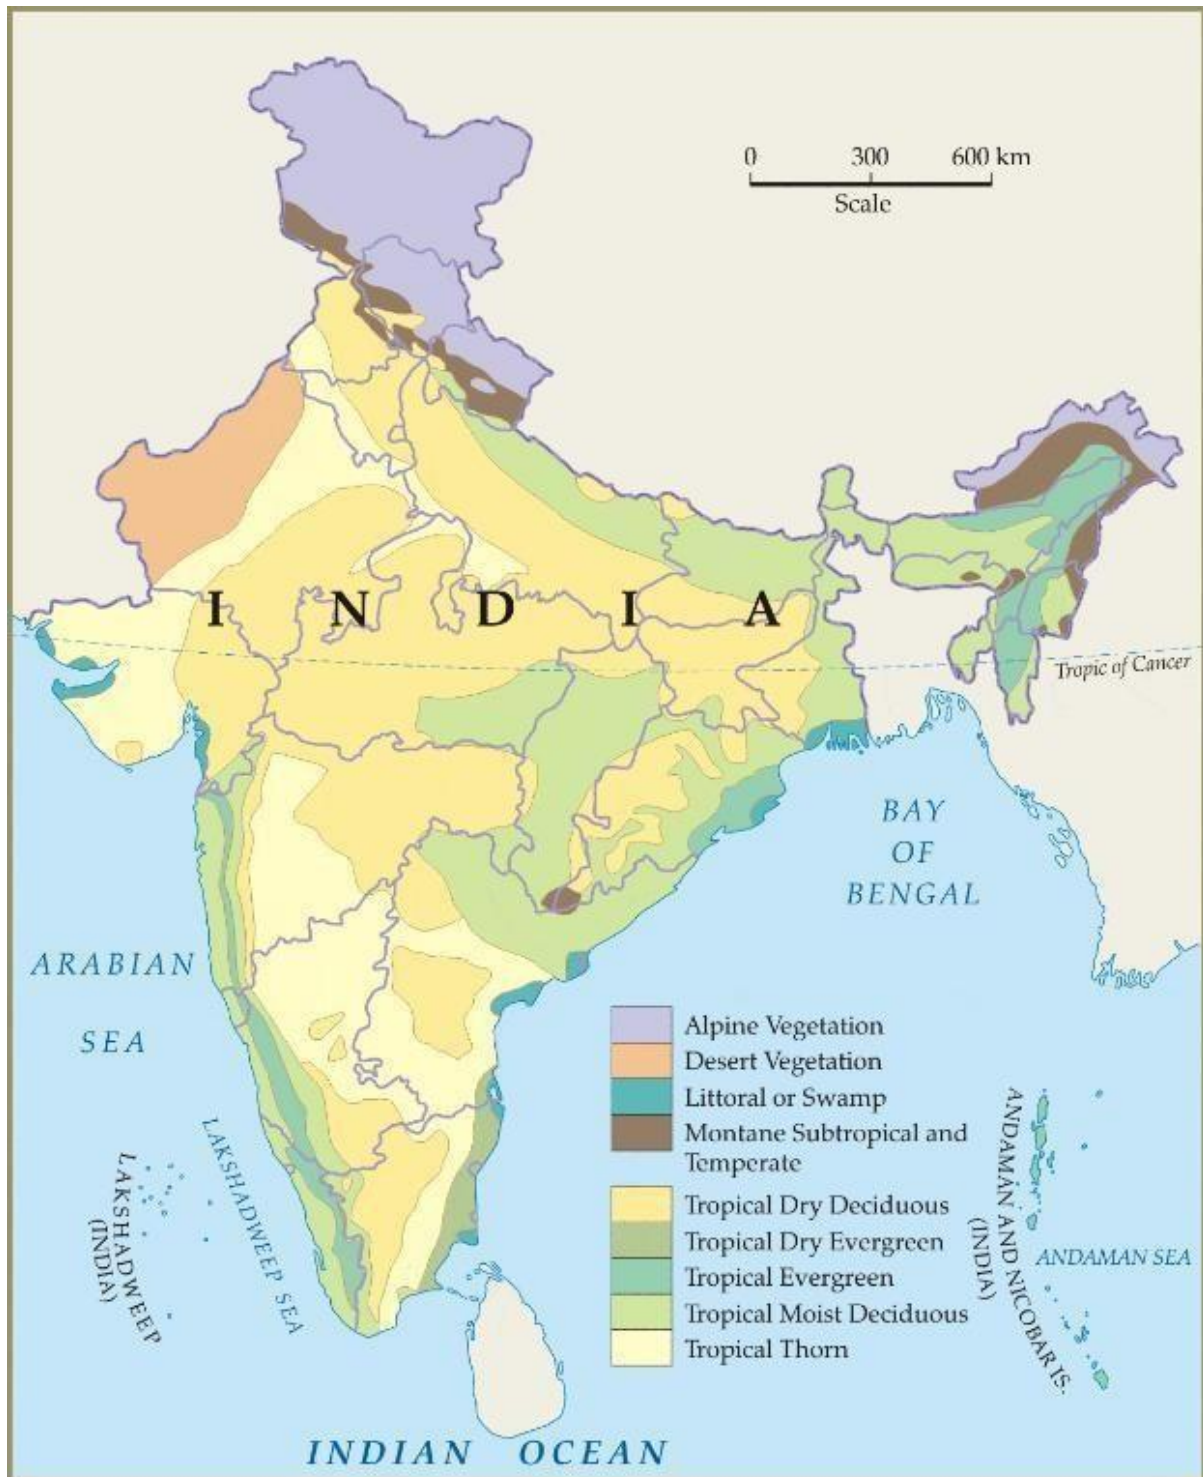 0 300 600 km
Scale
I N D I A
Tropic of Cancer
BAY
OF
BENGAL
ARABIAN
SEA
LAKSHADWEEP SEA
LAKSHADWEEP
(INDIA)
Alpine Vegetation
Desert Vegetation
Littoral or Swamp
Montane Subtropical and
Temperate
Tropical Dry Deciduous
Tropical Dry Evergreen
Tropical Evergreen
Tropical Moist Deciduous
Tropical Thorn
ANDAMAN AND NICOBAR IS.
(INDIA)
ANDAMAN SEA
INDIAN OCEAN